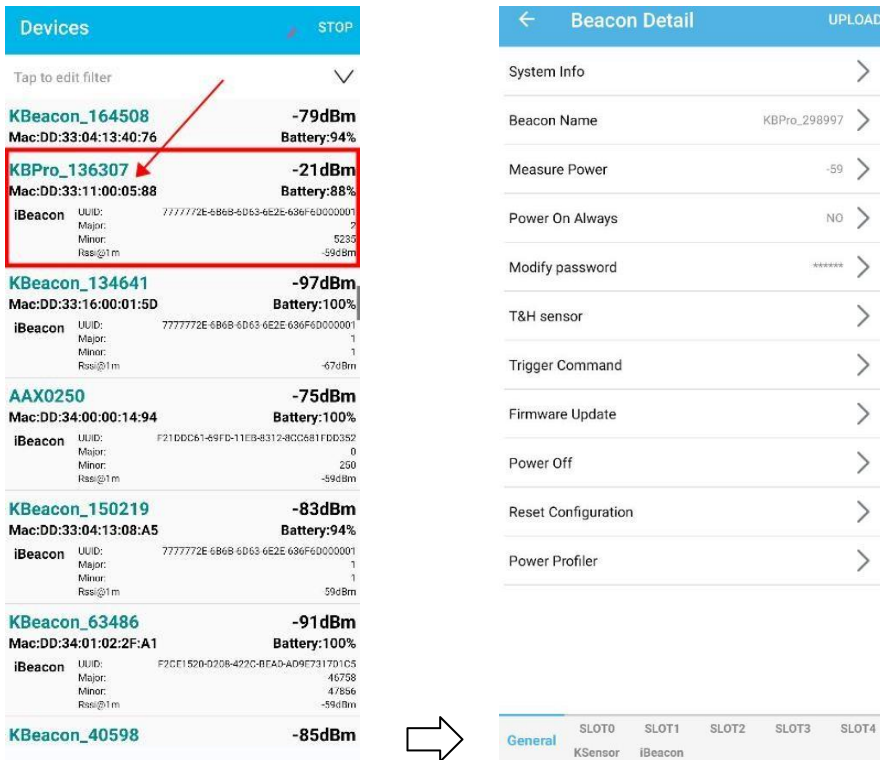 Devices STOP
Tap to edit filter
KBeacon_164508 -79dBm
Mac:DD:33:04:13:40:76 Battery:94%
KBPro_136307 -21dBm
Mac:DD:33:11:00:05:88 Battery:88%
iBeacon UUID: 7777772E-6B6B-6D63-6E2E-636F6D000001
Major: 2
Minor: 5235
Rssi@1m -59dBm
KBeacon_134641 -97dBm
Mac:DD:33:16:00:01:5D Battery:100%
iBeacon UUID: 7777772E-6B6B-6D63-6E2E-636F6D000001
Major: 1
Minor: 1
Rssi@1m -67dBm
AAX0250 -75dBm
Mac:DD:34:00:00:14:94 Battery:100%
iBeacon UUID: F21DDC61-69FD-11EB-8312-8CC681FDD352
Major: 0
Minor: 250
Rssi@1m -59dBm
KBeacon_150219 -83dBm
Mac:DD:33:04:13:08:A5 Battery:94%
iBeacon UUID: 7777772E-6B6B-6D63-6E2E-636F6D000001
Major: 1
Minor: 1
Rssi@1m 59dBm
KBeacon_63486 -91dBm
Mac:DD:34:01:02:2F:A1 Battery:100%
iBeacon UUID: F2CE1520-D208-422C-BEAD-AD9E731701C5
Major: 46758
Minor: 47856
Rssi@1m -59dBm
KBeacon_40598 -85dBm
Beacon Detail UPLOAD
System Info
Beacon Name KBPro_298997
Measure Power -59
Power On Always NO
Modify password ******
T&H sensor
Trigger Command
Firmware Update
Power Off
Reset Configuration
Power Profiler
General SLOT0 SLOT1 SLOT2 SLOT3 SLOT4
KSensor iBeacon